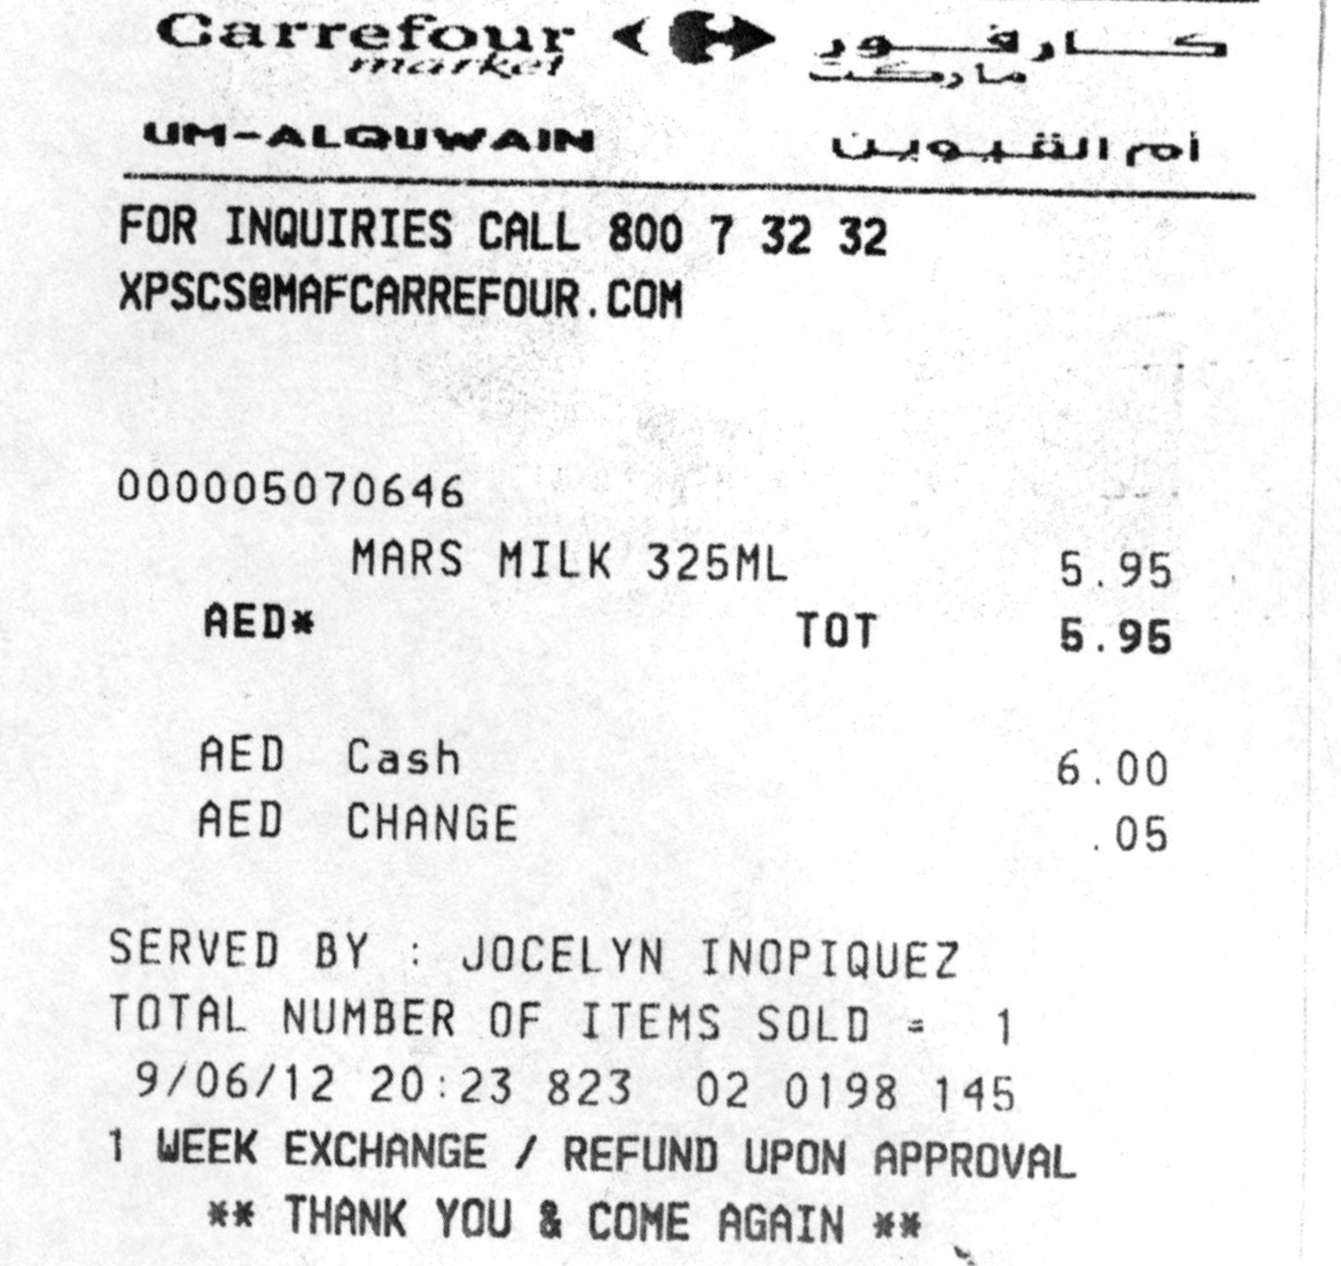 Carrefour كارفور
market ماركت
UM-ALQUWAIN أم القيوين
FOR INQUIRIES CALL 800 7 32 32
XPSCS@MAFCARREFOUR.COM
000005070646
MARS MILK 325ML 5.95
AED* TOT 5.95
AED Cash 6.00
AED CHANGE .05
SERVED BY : JOCELYN INOPIQUEZ
TOTAL NUMBER OF ITEMS SOLD = 1
9/06/12 20:23 823 02 0198 145
1 WEEK EXCHANGE / REFUND UPON APPROVAL
** THANK YOU & COME AGAIN **